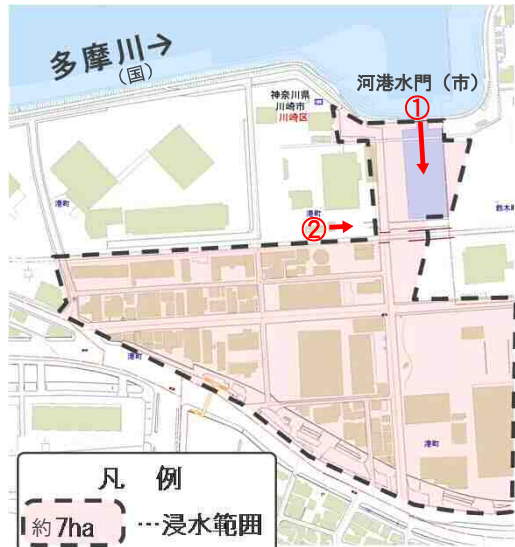 多摩川→
(国)
河港水門（市）
神奈川県
川崎市
川崎区
①
港町
鈴木町
②
港町
港町
凡 例
約7ha …浸水範囲